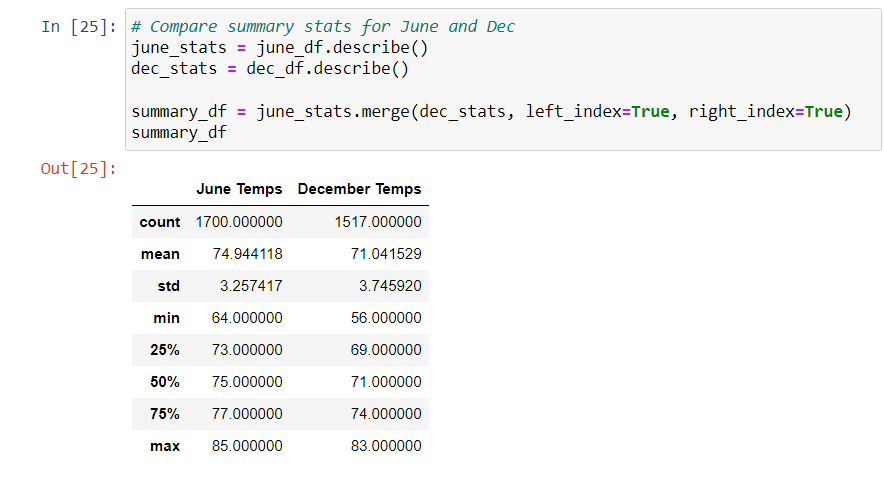 In [25]: # Compare summary stats for June and Dec
june_stats = june_df.describe()
dec_stats = dec_df.describe()
summary_df = june_stats.merge(dec_stats, left_index=True, right_index=True)
summary_df
Out[25]:
June Temps December Temps
count 1700.000000 1517.000000
mean 74.944118 71.041529
std 3.257417 3.745920
min 64.000000 56.000000
25% 73.000000 69.000000
50% 75.000000 71.000000
75% 77.000000 74.000000
max 85.000000 83.000000